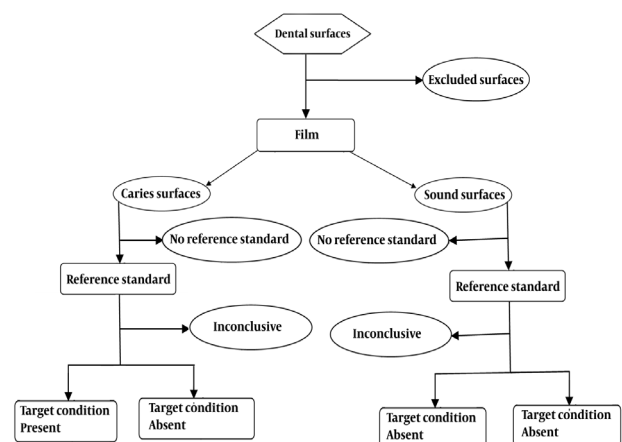 Dental surfaces
Excluded surfaces
Film
Caries surfaces
Sound surfaces
No reference standard
No reference standard
Reference standard
Reference standard
Inconclusive
Inconclusive
Target condition
Present
Target condition
Absent
Target condition
Absent
Target condition
Absent